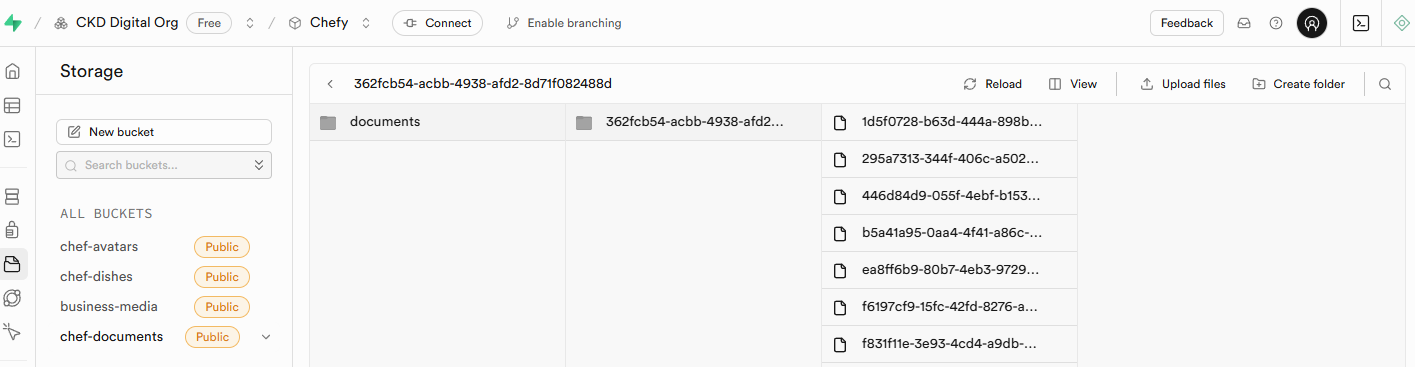 CKD Digital Org Free Chefy Connect Enable branching Feedback
Storage
362fcb54-acbb-4938-afd2-8d71f082488d Reload View Upload files Create folder
New bucket
Search buckets...
ALL BUCKETS
chef-avatars Public
chef-dishes Public
business-media Public
chef-documents Public
documents
362fcb54-acbb-4938-afd2...
1d5f0728-b63d-444a-898b...
295a7313-344f-406c-a502...
446d84d9-055f-4ebf-b153...
b5a41a95-0aa4-4f41-a86c-...
ea8ff6b9-80b7-4eb3-9729...
f6197cf9-15fc-42fd-8276-a...
f831f11e-3e93-4cd4-a9db-...